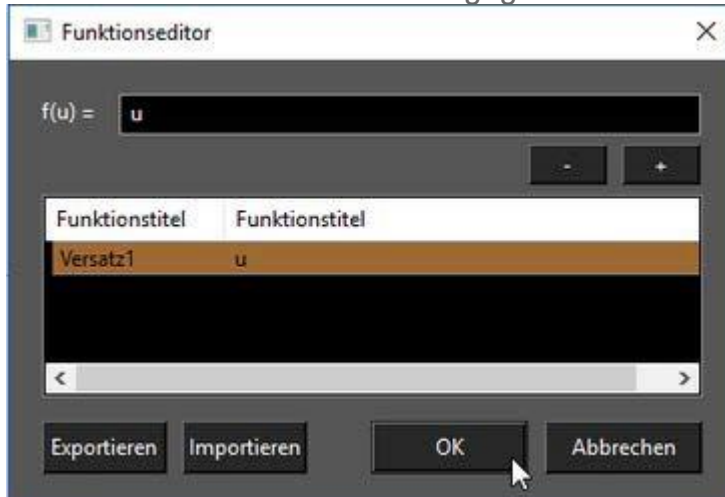 Funktionseditor
f(u) = u
- +
Funktionstitel Funktionstitel
Versatz1 u
Exportieren Importieren OK Abbrechen